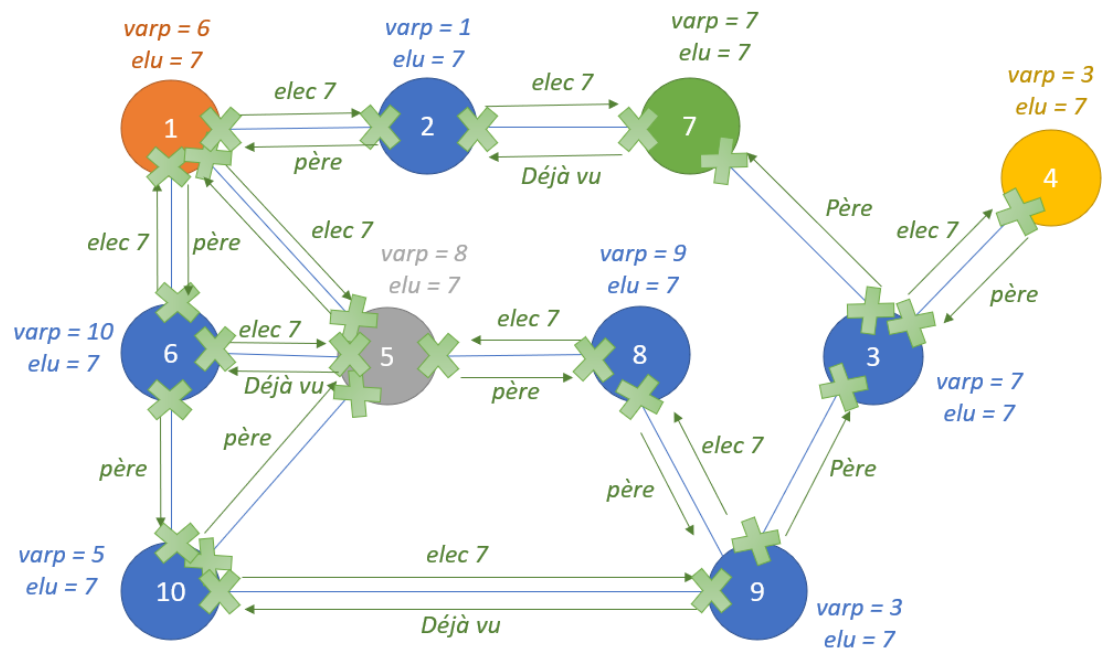 varp = 6
elu = 7
varp = 1
elu = 7
varp = 7
elu = 7
varp = 3
elu = 7
elec 7
elec 7
1
2
7
4
père
Déjà vu
elec 7
père
elec 7
Père
elec 7
père
varp = 8
elu = 7
varp = 9
elu = 7
varp = 10
elu = 7
6
elec 7
Déjà vu
5
elec 7
père
8
3
varp = 7
elu = 7
père
père
elec 7
père
Père
varp = 5
elu = 7
10
elec 7
Déjà vu
9
varp = 3
elu = 7